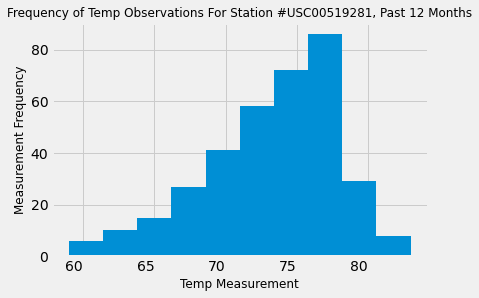 Frequency of Temp Observations For Station #USC00519281, Past 12 Months
80
60
40
20
0
Measurement Frequency
60 65 70 75 80
Temp Measurement